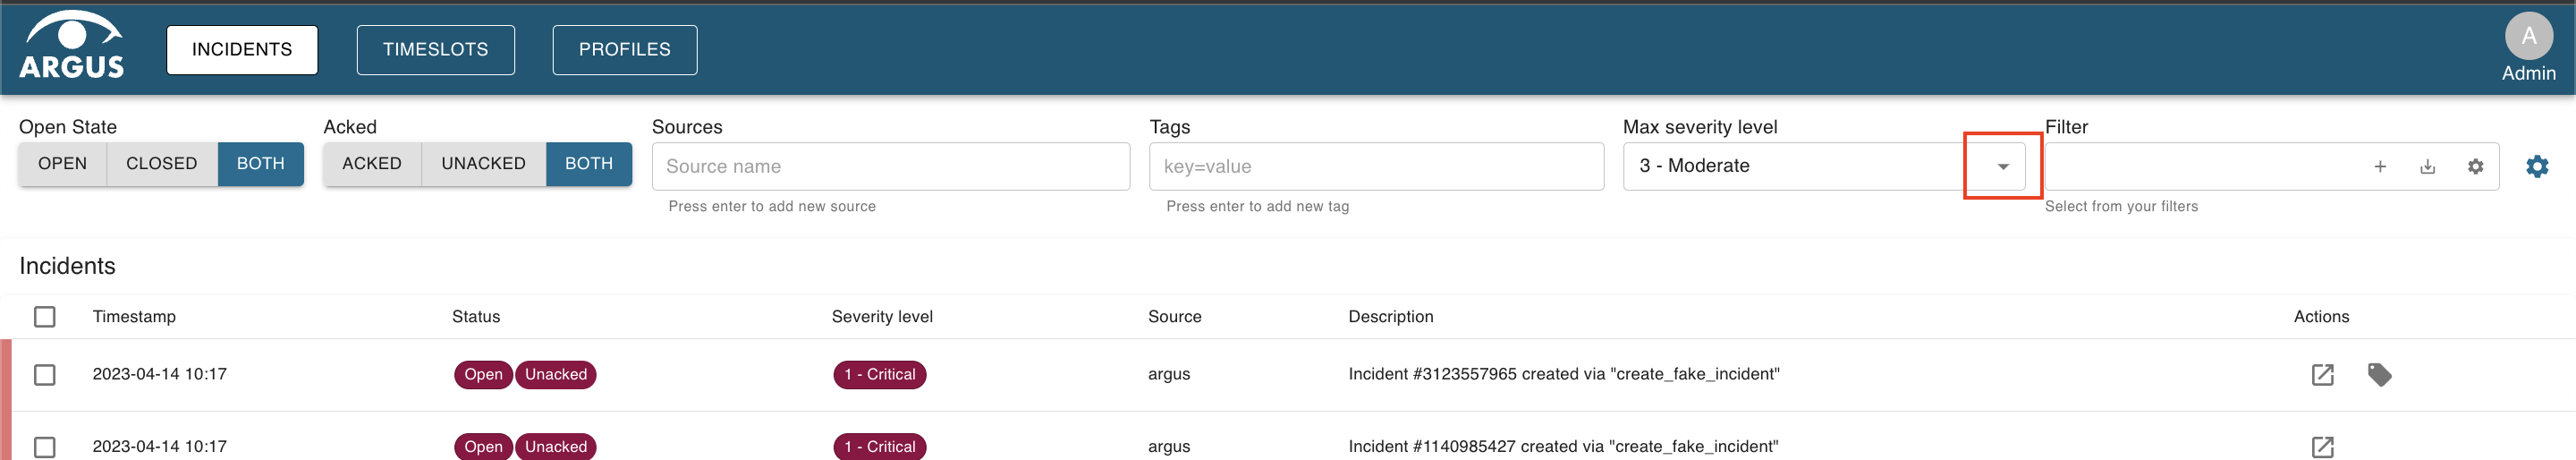 ARGUS
INCIDENTS
TIMESLOTS
PROFILES
A
Admin
Open State
OPEN
CLOSED
BOTH
Acked
ACKED
UNACKED
BOTH
Sources
Source name
Press enter to add new source
Tags
key=value
Press enter to add new tag
Max severity level
3 - Moderate
Filter
Select from your filters
Incidents
Timestamp Status Severity level Source Description Actions
2023-04-14 10:17 Open Unacked 1 - Critical argus Incident #3123557965 created via "create_fake_incident"
2023-04-14 10:17 Open Unacked 1 - Critical argus Incident #1140985427 created via "create_fake_incident"